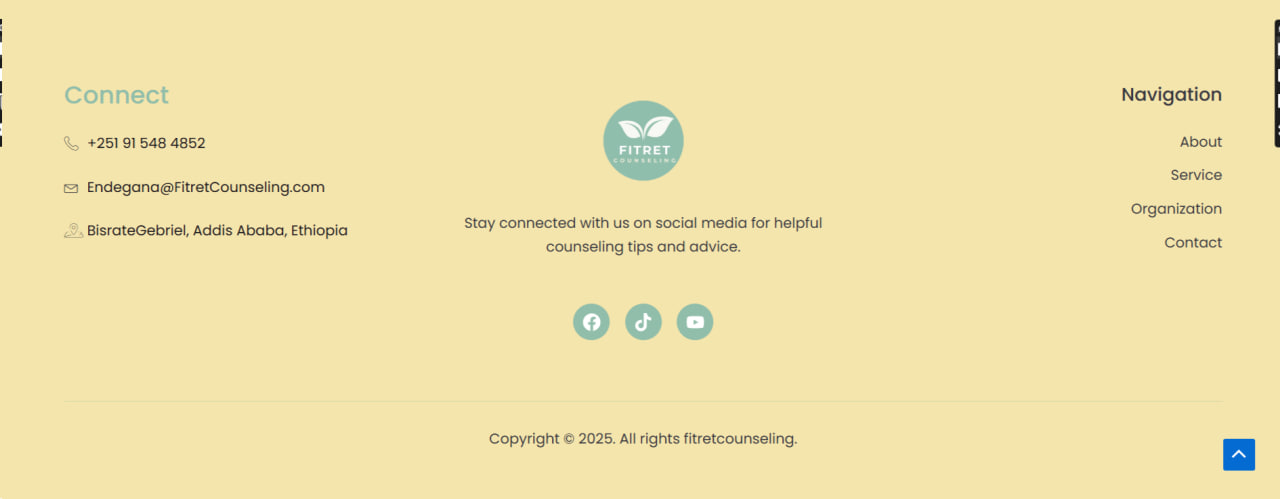 Connect
+251 91 548 4852
Endegana@FitretCounseling.com
BisrateGebriel, Addis Ababa, Ethiopia
FITRET
COUNSELING
Stay connected with us on social media for helpful
counseling tips and advice.
Navigation
About
Service
Organization
Contact
Copyright © 2025. All rights fitretcounseling.